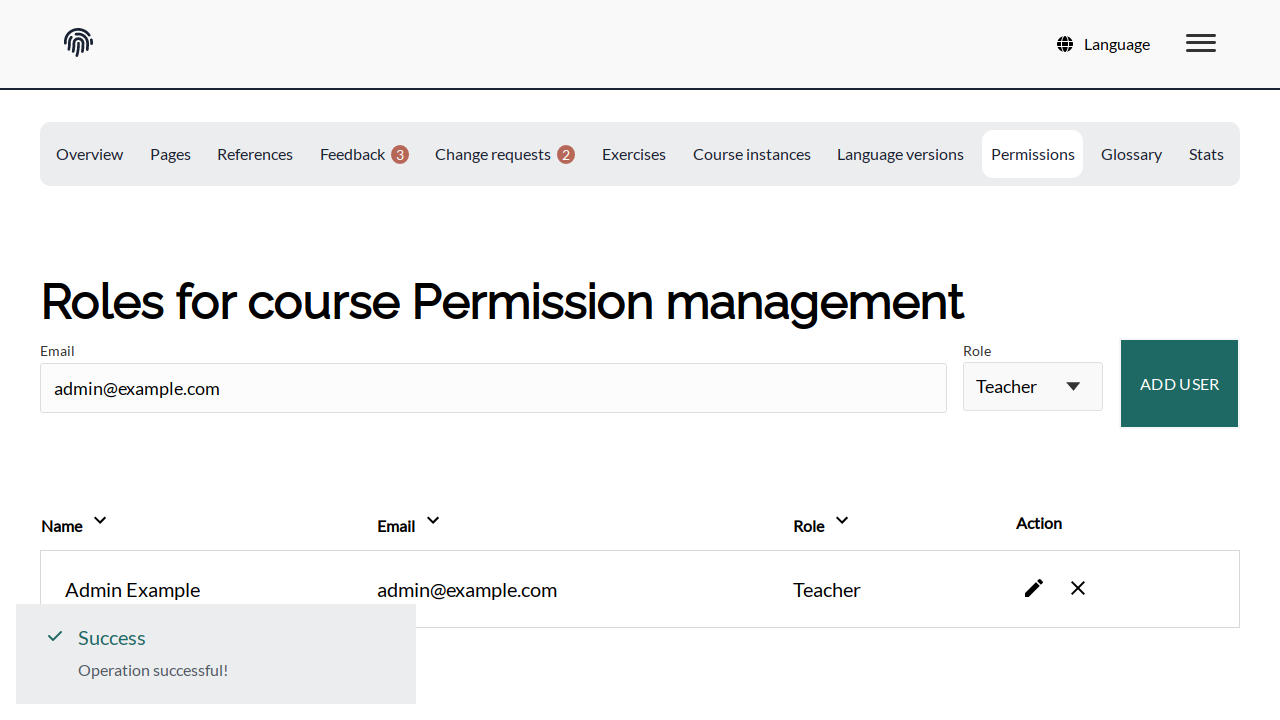 Language
Overview Pages References Feedback 3 Change requests 2 Exercises Course instances Language versions Permissions Glossary Stats
Roles for course Permission management
Email Role
admin@example.com Teacher ADD USER
Name Email Role Action
Admin Example admin@example.com Teacher
Success
Operation successful!